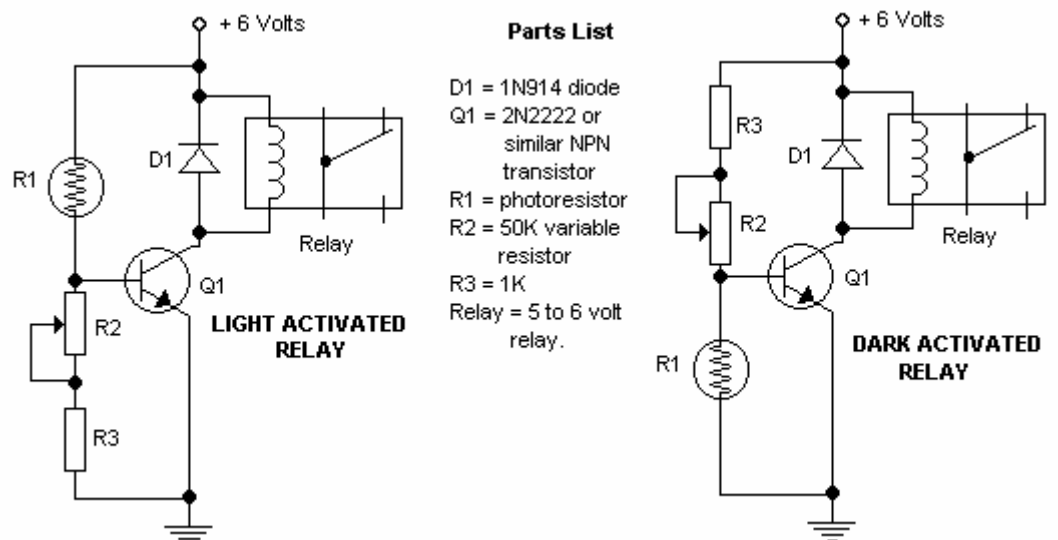 + 6 Volts
R1
D1
Relay
Q1
R2
R3
LIGHT ACTIVATED
RELAY
Parts List
D1 = 1N914 diode
Q1 = 2N2222 or
similar NPN
transistor
R1 = photoresistor
R2 = 50K variable
resistor
R3 = 1K
Relay = 5 to 6 volt
relay.
+ 6 Volts
R3
D1
R2
Relay
Q1
R1
DARK ACTIVATED
RELAY